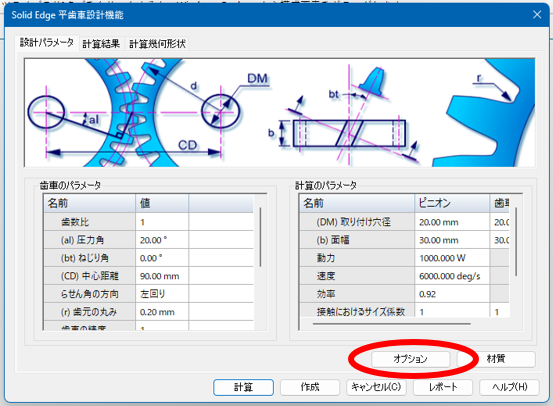 Solid Edge 平歯車設計機能
設計パラメータ 計算結果 計算幾何形状
d DM al CD bt b r
歯車のパラメータ
名前 値
歯数比 1
(al) 圧力角 20.00 °
(bt) ねじり角 0.00 °
(CD) 中心距離 90.00 mm
らせん角の方向 左回り
(r) 歯元の丸み 0.20 mm
計算のパラメータ
名前 ピニオン 歯車
(DM) 取り付け穴径 20.00 mm 20.0
(b) 面幅 30.00 mm 30.0
動力 1000.000 W
速度 6000.000 deg/s
効率 0.92
接触におけるサイズ係数 1 1
オプション 材質
計算 作成 キャンセル(C) レポート ヘルプ(H)